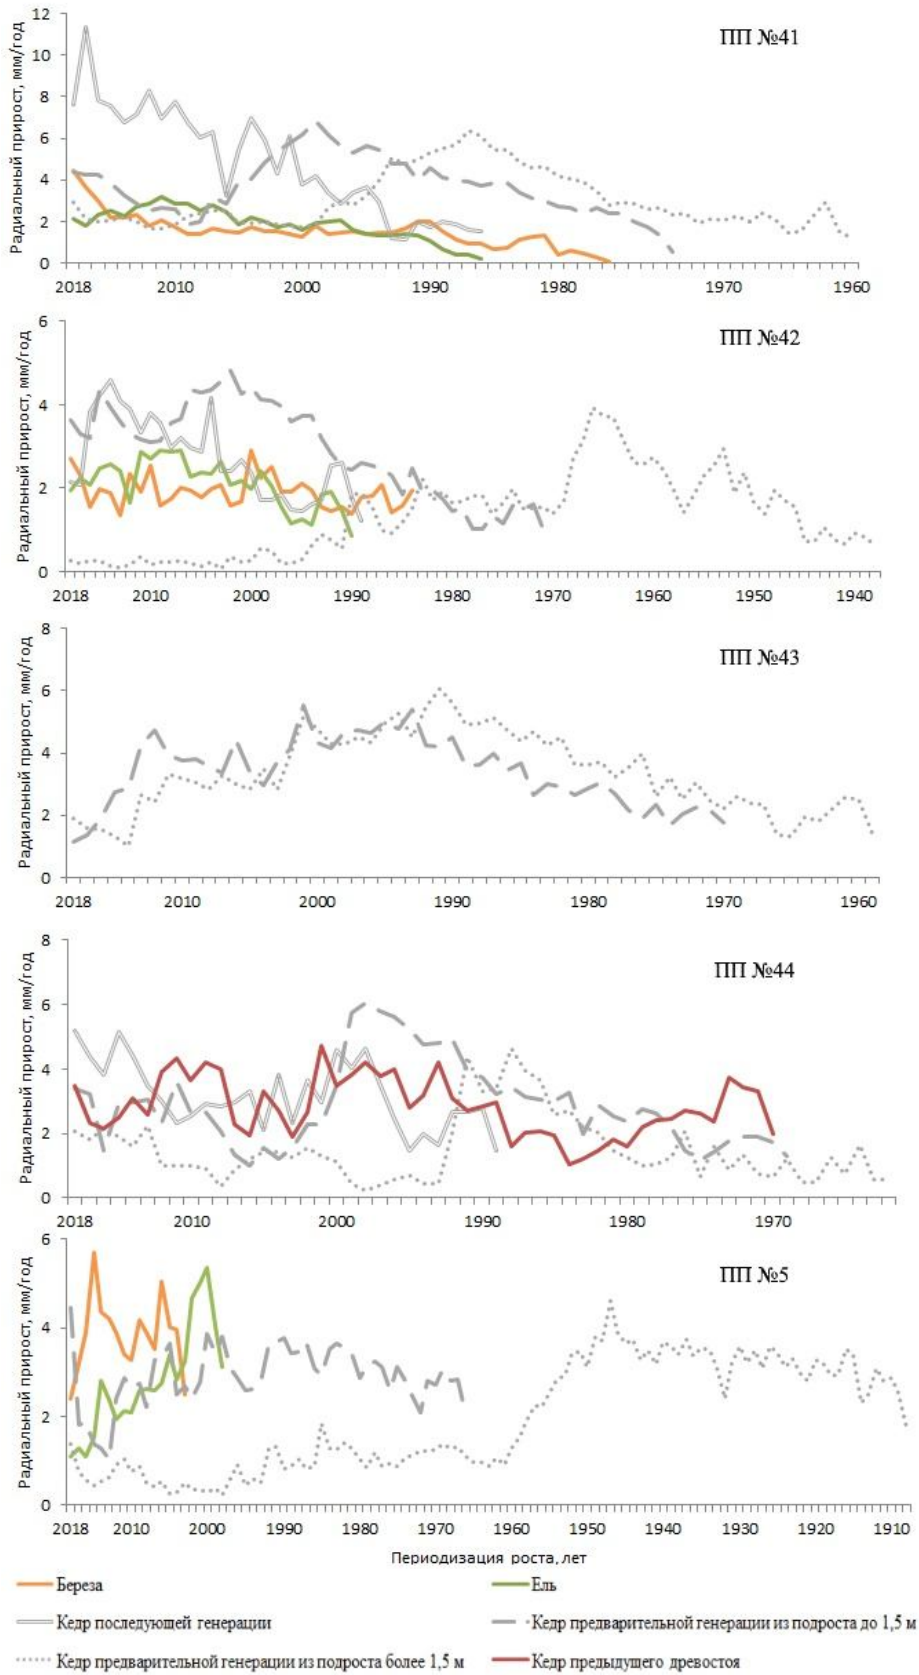 ПП №41
Радиальный прирост, мм/год
12
10
8
6
4
2
0
2018 2010 2000 1990 1980 1970 1960
ПП №42
Радиальный прирост, мм/год
6
4
2
0
2018 2010 2000 1990 1980 1970 1960 1950 1940
ПП №43
Радиальный прирост, мм/год
8
6
4
2
0
2018 2010 2000 1990 1980 1970 1960
ПП №44
Радиальный прирост, мм/год
8
6
4
2
0
2018 2010 2000 1990 1980 1970
ПП №5
Радиальный прирост, мм/год
6
4
2
0
2018 2010 2000 1990 1980 1970 1960 1950 1940 1930 1920 1910
Периодизация роста, лет
Береза
Ель
Кедр последующей генерации
Кедр предварительной генерации из подроста до 1,5 м
Кедр предварительной генерации из подроста более 1,5 м
Кедр предыдущего древостоя